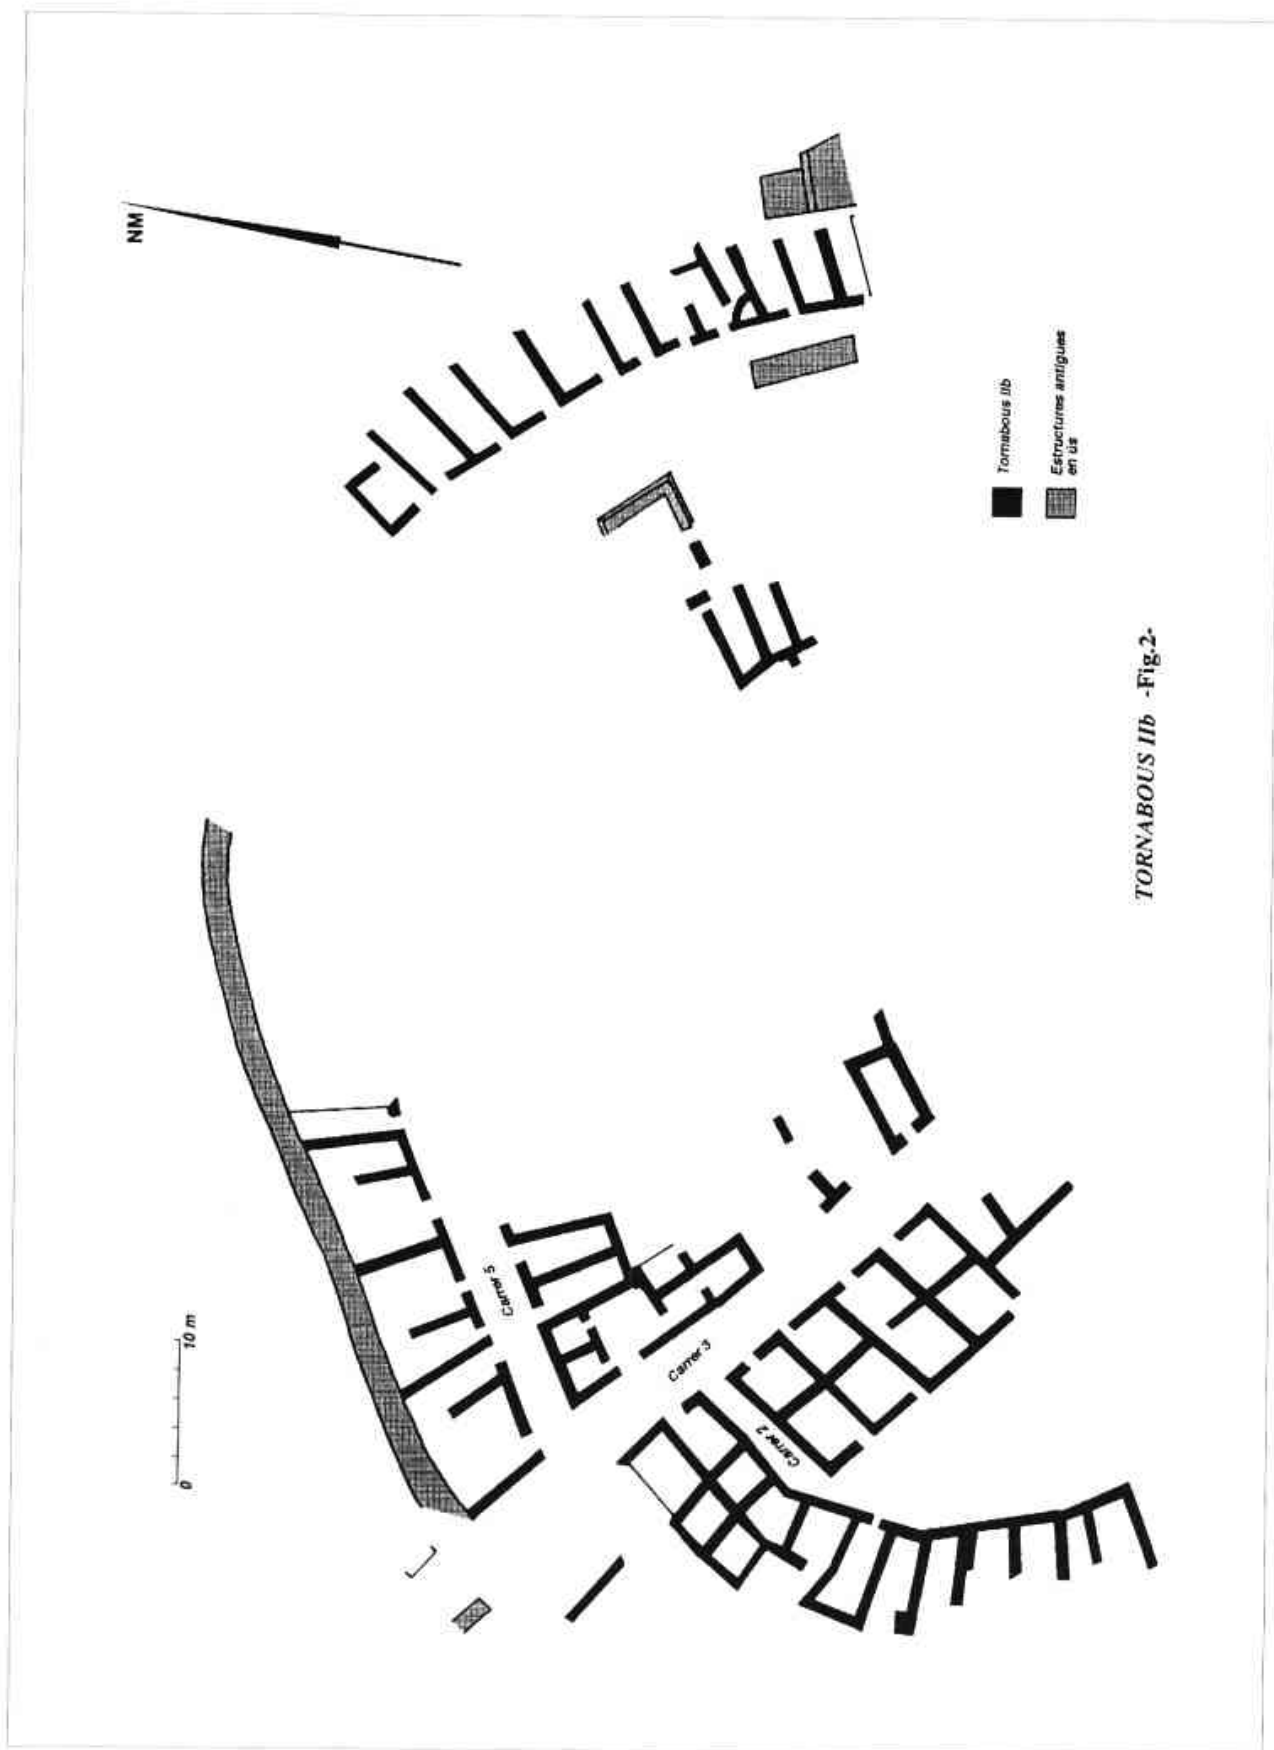 NM
Tornabous IIb
Estructures antigues
en ús
TORNABOUS IIb -Fig.2-
Carrer 5
Carrer 3
Carrer 2
0 10 m